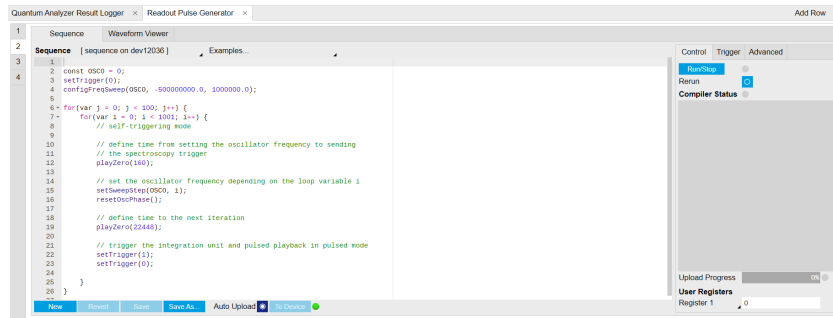 Quantum Analyzer Result Logger × Readout Pulse Generator × Add Row
1 Sequence Waveform Viewer
2
3
4
Sequence [ sequence on dev12036 ] Examples...
1
2 const OSC0 = 0;
3 setTrigger(0);
4 configFreqSweep(OSC0, -500000000.0, 1000000.0);
5
6 for(var j = 0; j < 100; j++) {
7 for(var i = 0; i < 1001; i++) {
8 // self-triggering mode
9
10 // define time from setting the oscillator frequency to sending
11 // the spectroscopy trigger
12 playZero(160);
13
14 // set the oscillator frequency depending on the loop variable i
15 setSweepStep(OSC0, i);
16 resetOscPhase();
17
18 // define time to the next iteration
19 playZero(22448);
20
21 // trigger the integration unit and pulsed playback in pulsed mode
22 setTrigger(1);
23 setTrigger(0);
24
25 }
26 }
New Revert Save Save As... Auto Upload To Device
Control Trigger Advanced
Run/Stop
Rerun
Compiler Status
Upload Progress 0%
User Registers
Register 1 0